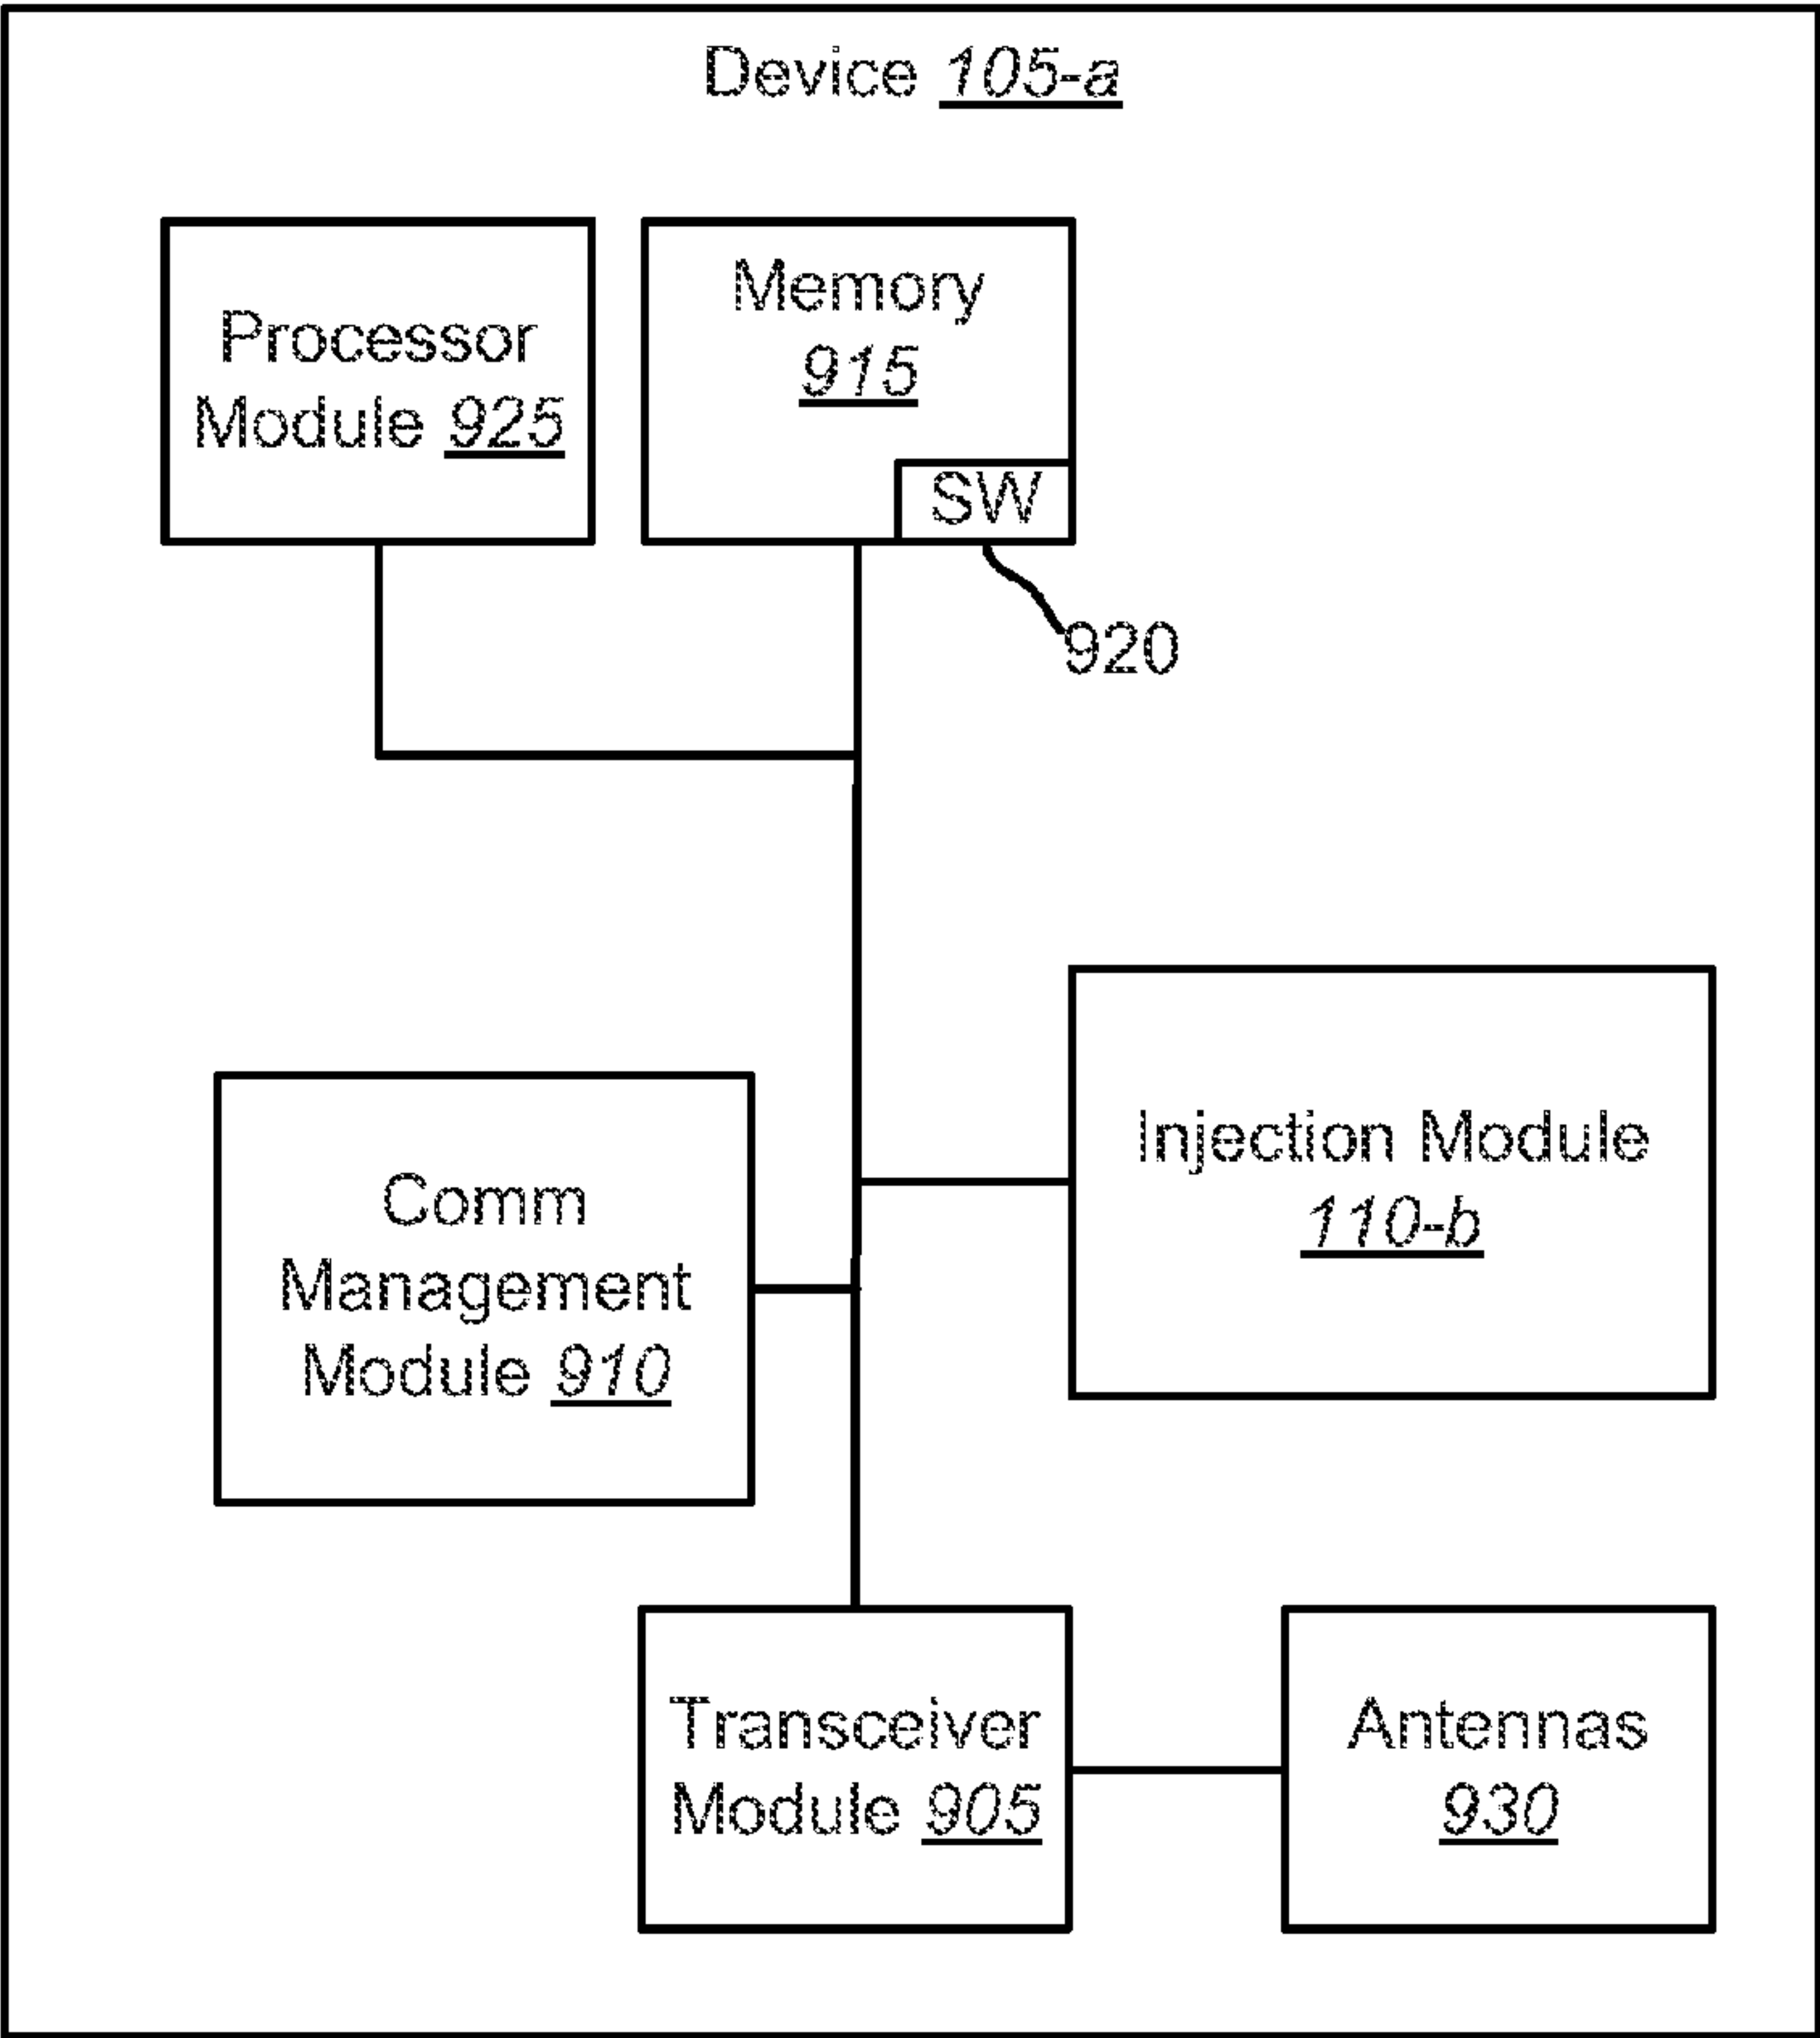 Device 105-a
Processor
Module 925
Memory
915
SW
920
Injection Module
110-b
Comm
Management
Module 910
Transceiver
Module 905
Antennas
930